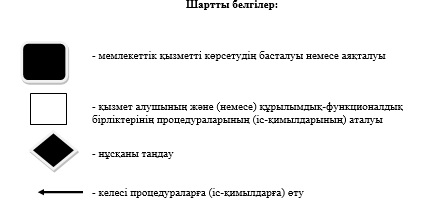 Шартты белгілер:
- мемлекеттік қызметті көрсетудің басталуы немесе аяқталуы
- қызмет алушының және (немесе) құрылымдық-функционалдық
бірліктерінің процедураларының (іс-қимылдарының) атауы
- нұсқаны таңдау
- келесі процедураларға (іс-қимылдарға) өту